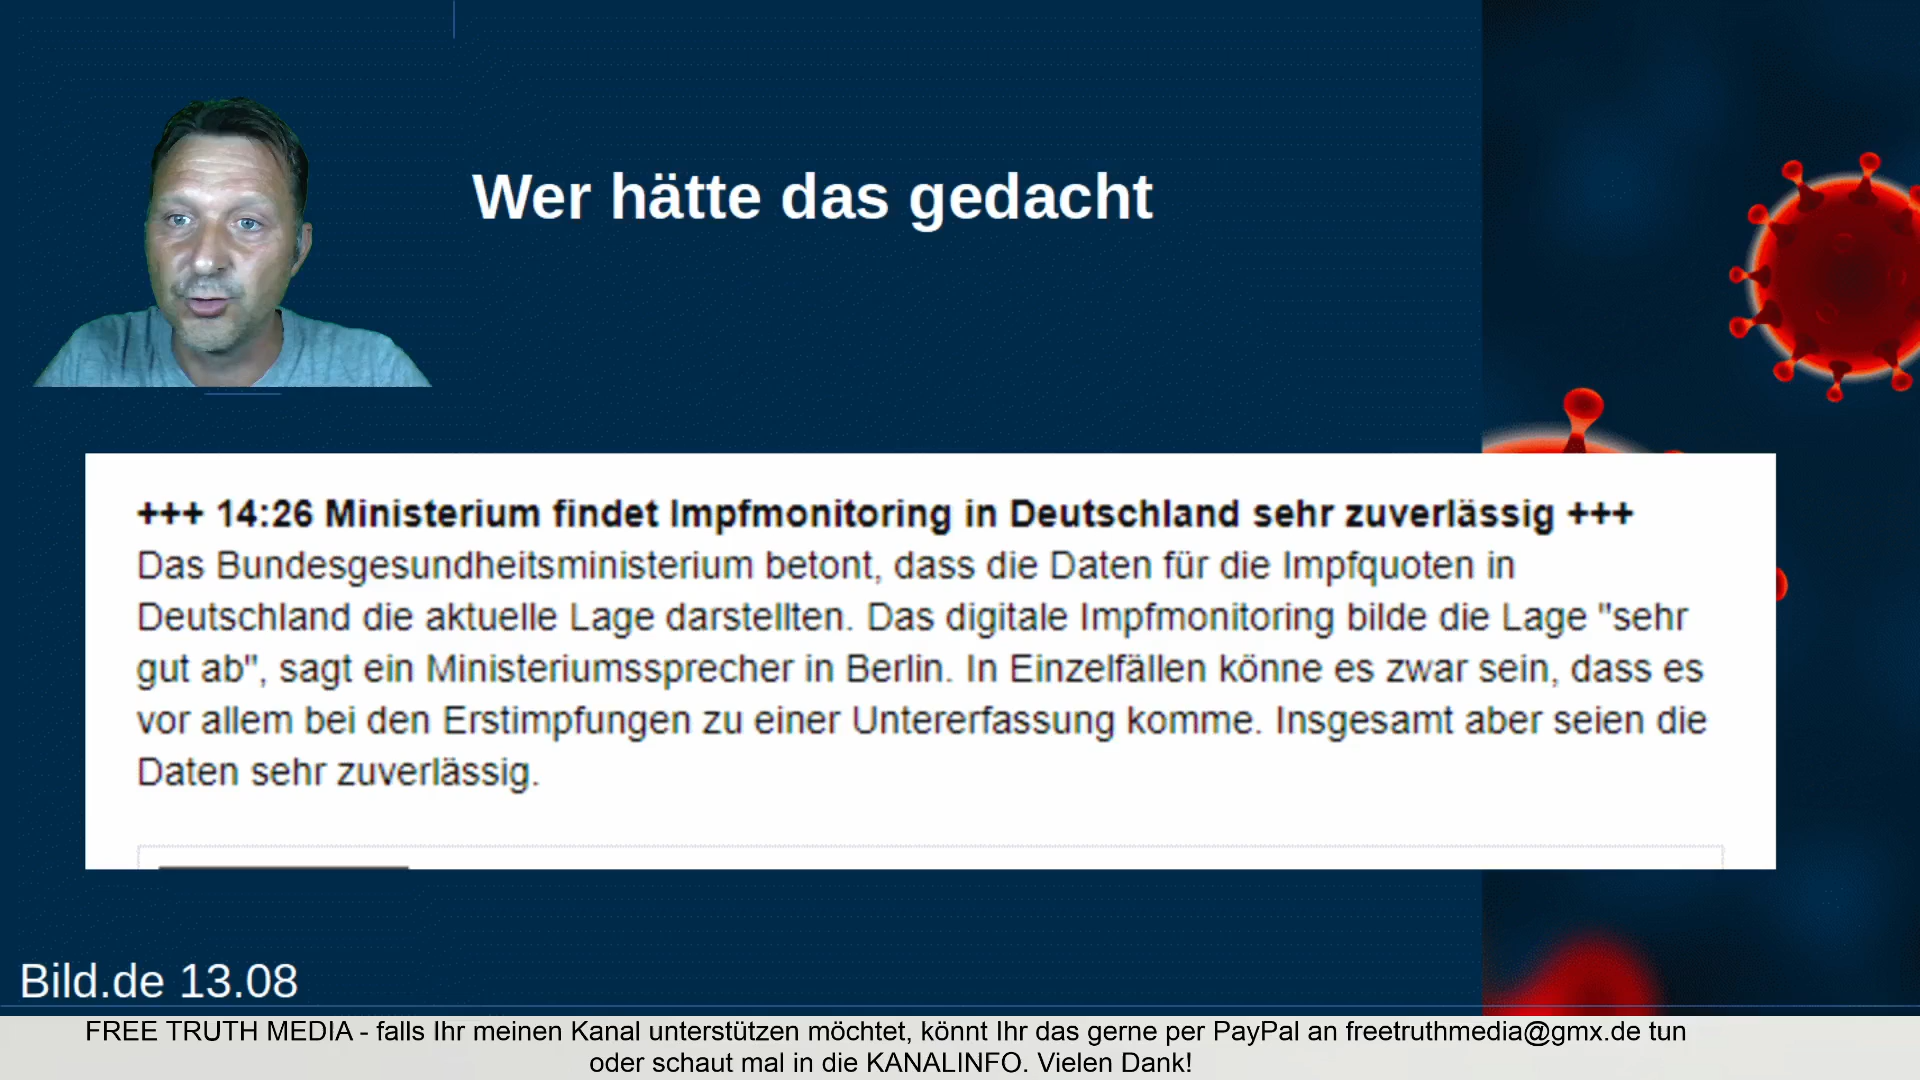 Wer hätte das gedacht
+++ 14:26 Ministerium findet Impfmonitoring in Deutschland sehr zuverlässig +++
Das Bundesgesundheitsministerium betont, dass die Daten für die Impfquoten in
Deutschland die aktuelle Lage darstellten. Das digitale Impfmonitoring bilde die Lage "sehr
gut ab", sagt ein Ministeriumssprecher in Berlin. In Einzelfällen könne es zwar sein, dass es
vor allem bei den Erstimpfungen zu einer Untererfassung komme. Insgesamt aber seien die
Daten sehr zuverlässig.
Bild.de 13.08
FREE TRUTH MEDIA - falls Ihr meinen Kanal unterstützen möchtet, könnt Ihr das gerne per PayPal an freetruthmedia@gmx.de tun
oder schaut mal in die KANALINFO. Vielen Dank!